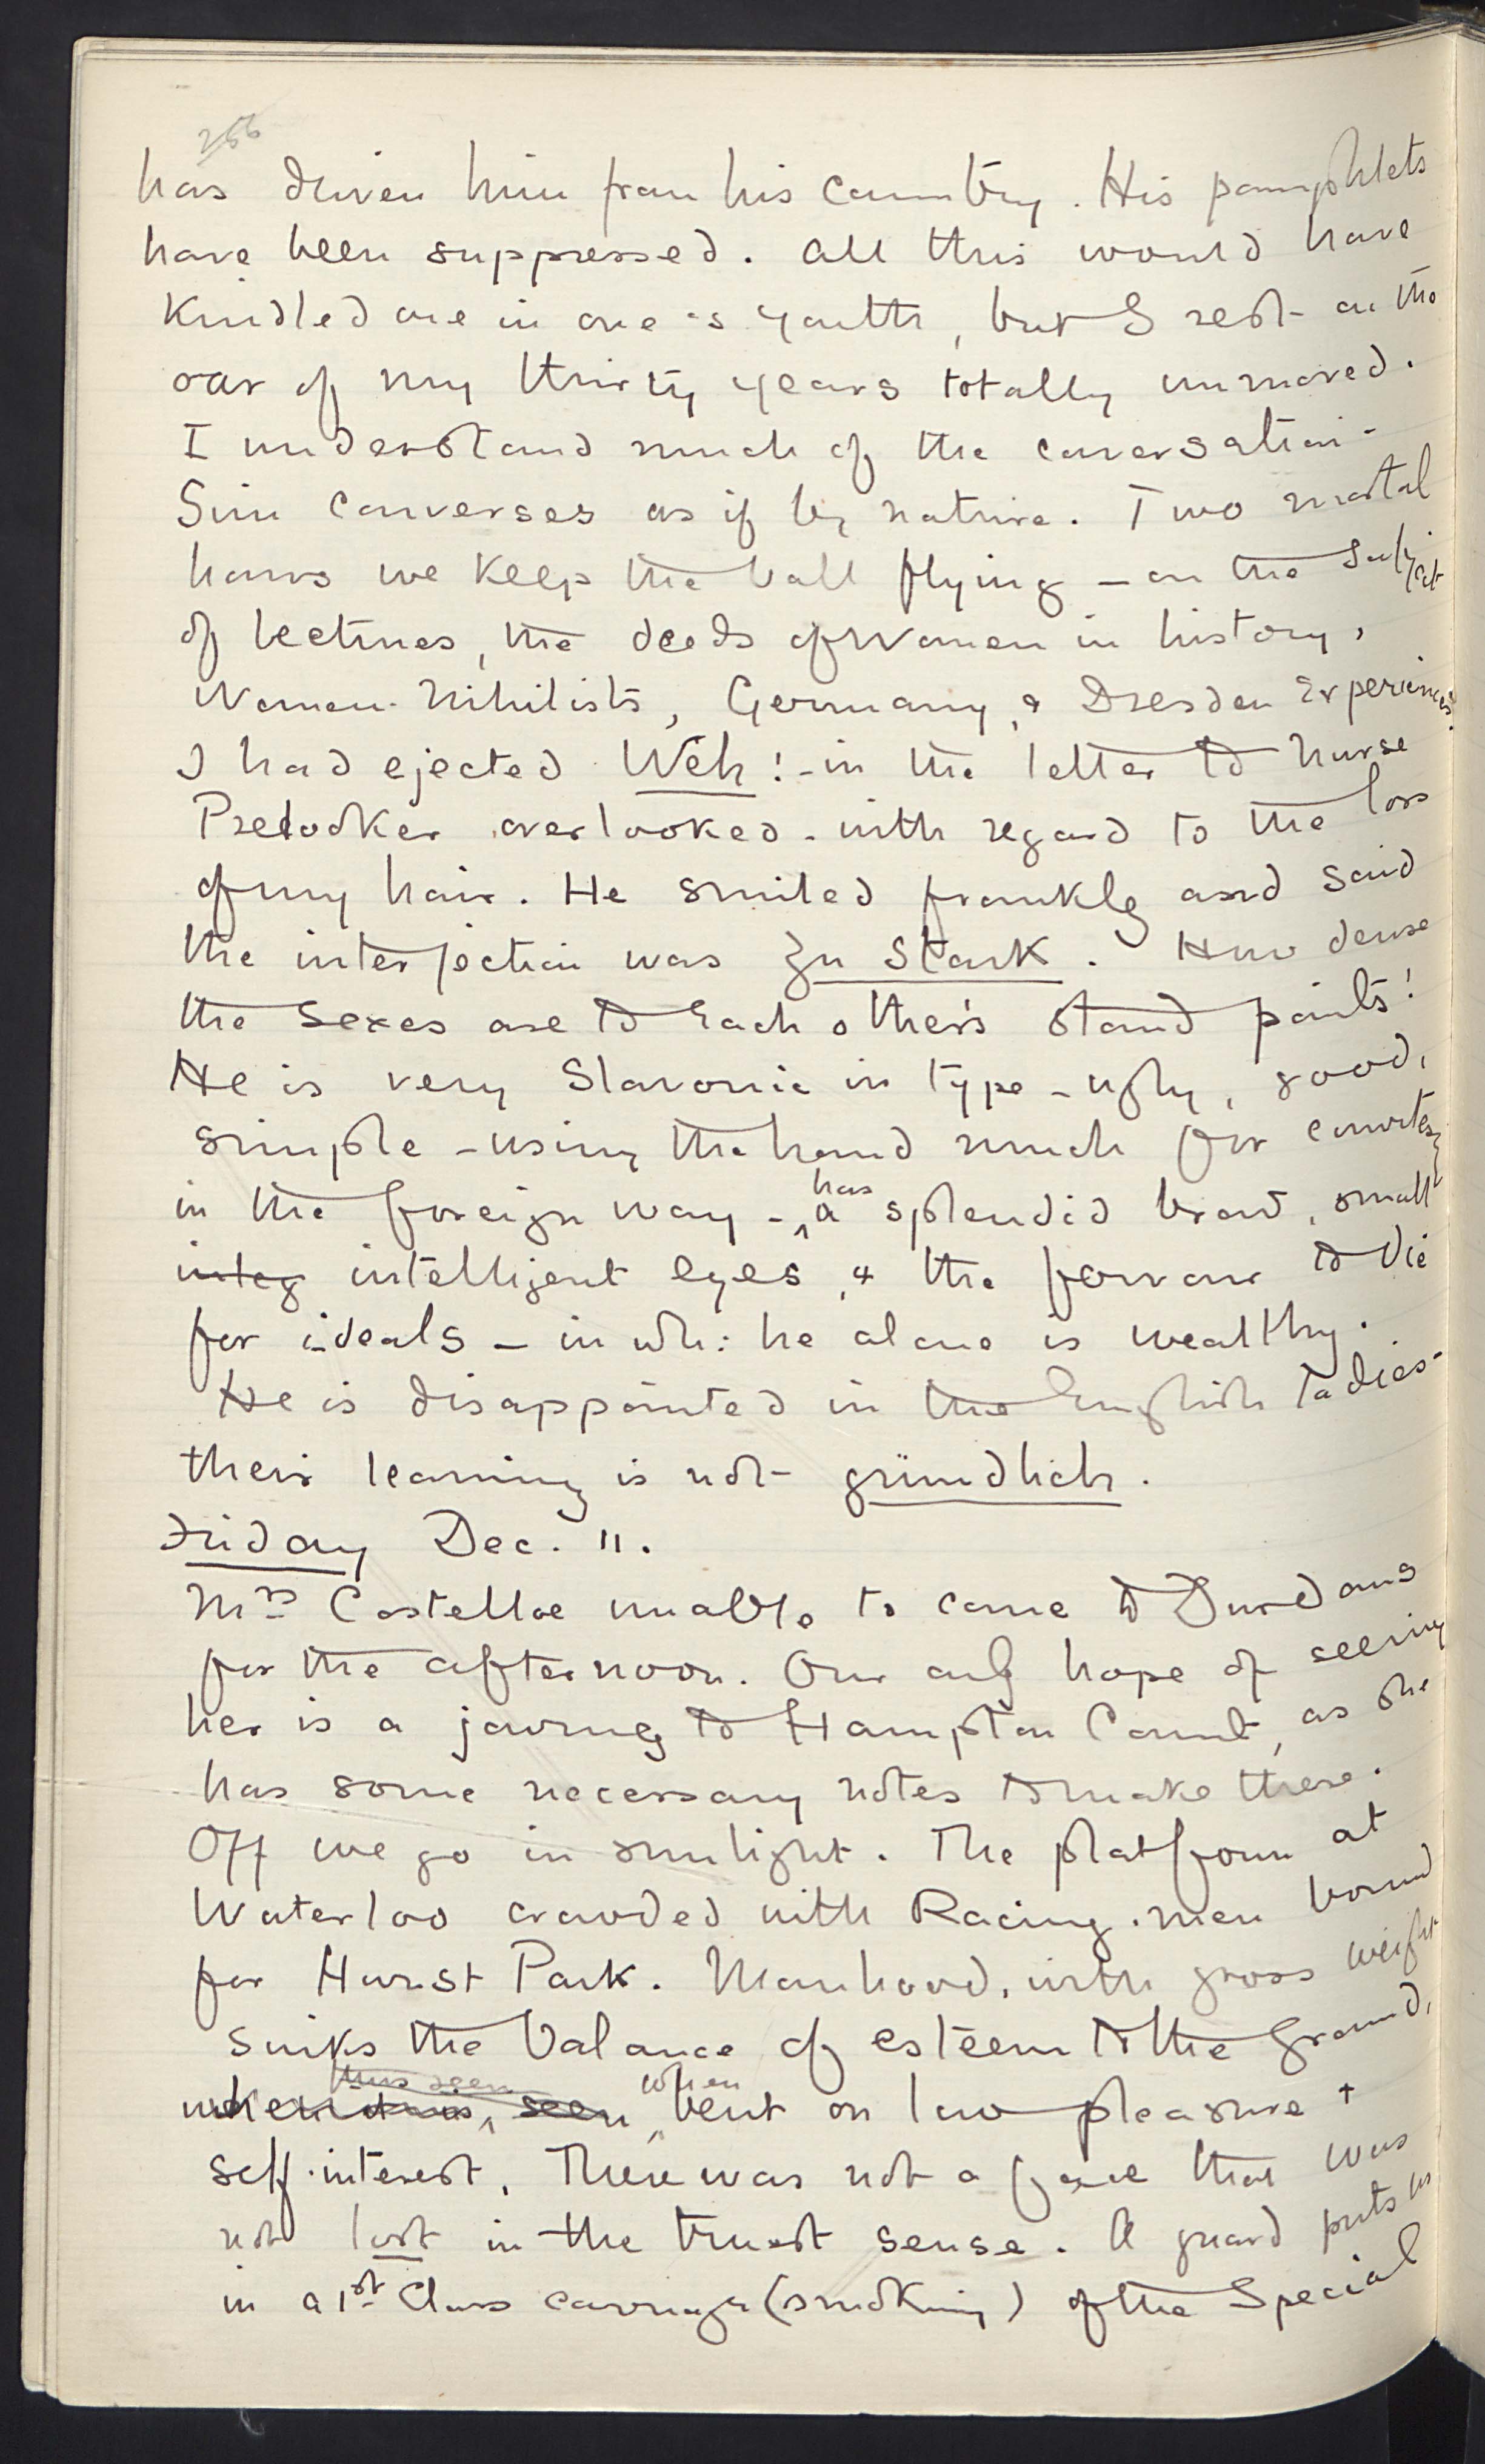 256
has driven him from his country. His pamphlets
have been suppressed. All this would have
Kindled one in one's youth, but I rest on the
oar of my thirty years totally unmoved.
I understand much of the conversation -
Sim converses as if by nature. Two mortal
hours we keep the ball flying - on the subject
of lectures, the deeds of Women in history,
Women-Nihilists, Germany, & Dresden Experiences.
I had ejected Weh! - in the letter to Nurse
Prelooker overlooked - with regard to the loss
of my hair. He smiled frankly and said
the interjection was zu Stark. How dense
the Sexes are to each other's stand points!
He is very Slavonic in type - ugly, good,
simple - using the hand much for courtesy
in the foreign way - has a splendid brow, small
integ intelligent eyes, & the fervour to die
for ideals - in wh: he alone is wealthy.
He is disappointed in the English ladies -
their learning is not gründlich.
Friday Dec. 11.
Mrs Costelloe unable to come to Durdans
for the afternoon. Our only hope of seeing
her is a journey to Hampton Court, as she
has some necessary notes to make there.
Off we go in sunlight. The platform at
Waterloo crowded with Racing-men bound
for Hurst Park. Manhood, with gross weight
sinks the balance of esteem to the ground,
thus seen when
seen bent on low pleasure +
self-interest. There was not a face that was
not lost in the truest sense. A guard puts us
in a 1st Class carriage (smoking) of the Special